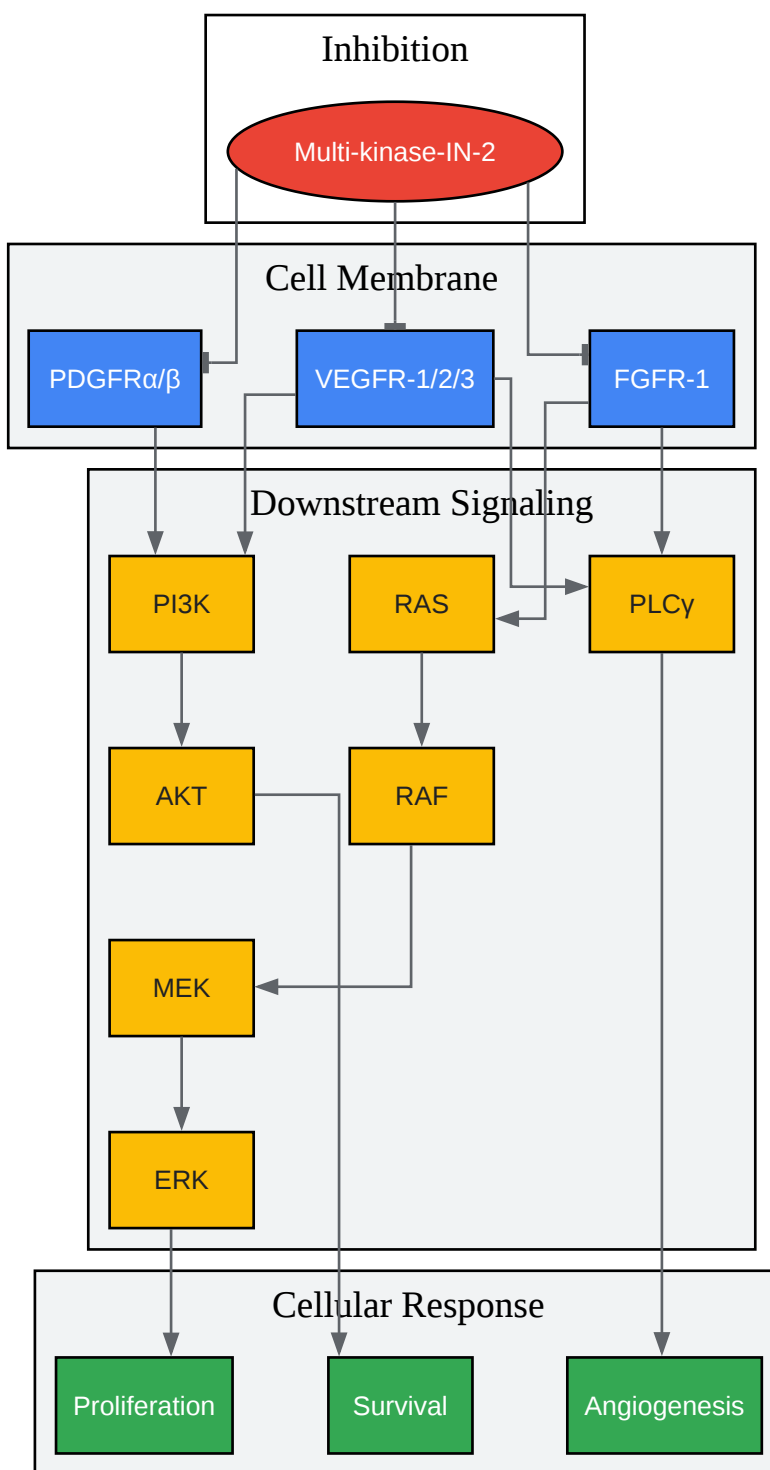 Inhibition
Multi-kinase-IN-2
Cell Membrane
PDGFRα/β
VEGFR-1/2/3
FGFR-1
Downstream Signaling
PI3K
RAS
PLCγ
AKT
RAF
MEK
ERK
Cellular Response
Proliferation
Survival
Angiogenesis